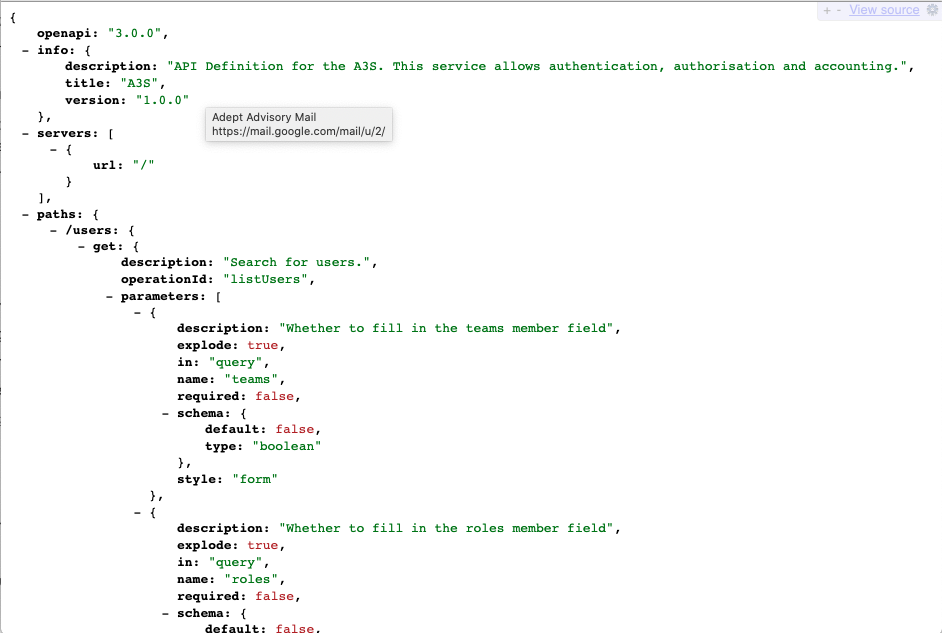 + - View source
{
openapi: "3.0.0",
- info: {
description: "API Definition for the A3S. This service allows authentication, authorisation and accounting.",
title: "A3S",
version: "1.0.0"
},
Adept Advisory Mail
https://mail.google.com/mail/u/2/
- servers: [
- {
url: "/"
}
],
- paths: {
- /users: {
- get: {
description: "Search for users.",
operationId: "listUsers",
- parameters: [
- {
description: "Whether to fill in the teams member field",
explode: true,
in: "query",
name: "teams",
required: false,
- schema: {
default: false,
type: "boolean"
},
style: "form"
},
- {
description: "Whether to fill in the roles member field",
explode: true,
in: "query",
name: "roles",
required: false,
- schema: {
default: false,